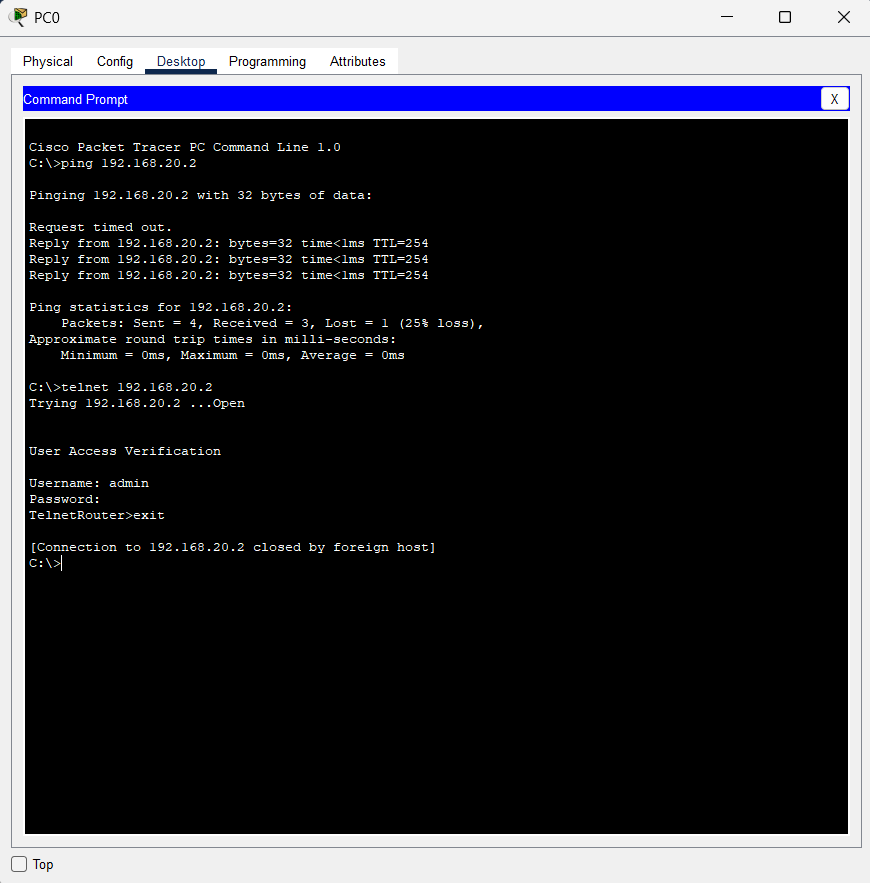 PC0
Physical Config Desktop Programming Attributes
Command Prompt
X
Cisco Packet Tracer PC Command Line 1.0
C:\>ping 192.168.20.2
Pinging 192.168.20.2 with 32 bytes of data:
Request timed out.
Reply from 192.168.20.2: bytes=32 time<1ms TTL=254
Reply from 192.168.20.2: bytes=32 time<1ms TTL=254
Reply from 192.168.20.2: bytes=32 time<1ms TTL=254
Ping statistics for 192.168.20.2:
    Packets: Sent = 4, Received = 3, Lost = 1 (25% loss),
Approximate round trip times in milli-seconds:
    Minimum = 0ms, Maximum = 0ms, Average = 0ms
C:\>telnet 192.168.20.2
Trying 192.168.20.2 ...Open
User Access Verification
Username: admin
Password:
TelnetRouter>exit
[Connection to 192.168.20.2 closed by foreign host]
C:\>
Top